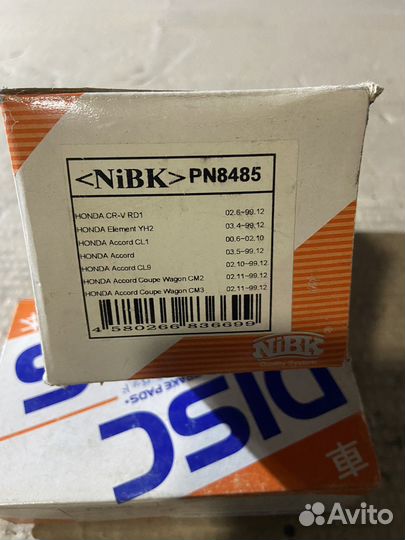 <NiBK> PN8485
HONDA CR-V RD1 02.6-99.12
HONDA Element YH2 03.4-99.12
HONDA Accord CL1 00.6-02.10
HONDA Accord 03.5-99.12
HONDA Accord CL9 02.10-99.12
HONDA Accord Coupe Wagon CM2 02.11-99.12
HONDA Accord Coupe Wagon CM3 02.11-99.12
4 580266 836699
NiBK®
BRAKE PADS
DISC
車
Avito